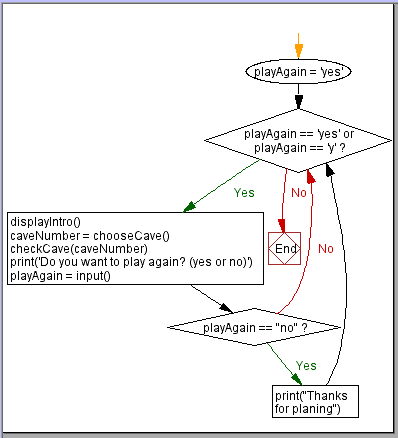 playAgain = 'yes'
playAgain == 'yes' or
playAgain == 'y' ?
Yes
No
displayIntro()
caveNumber = chooseCave()
checkCave(caveNumber)
print('Do you want to play again? (yes or no)')
playAgain = input()
End
No
playAgain == "no" ?
Yes
print("Thanks
for planing")